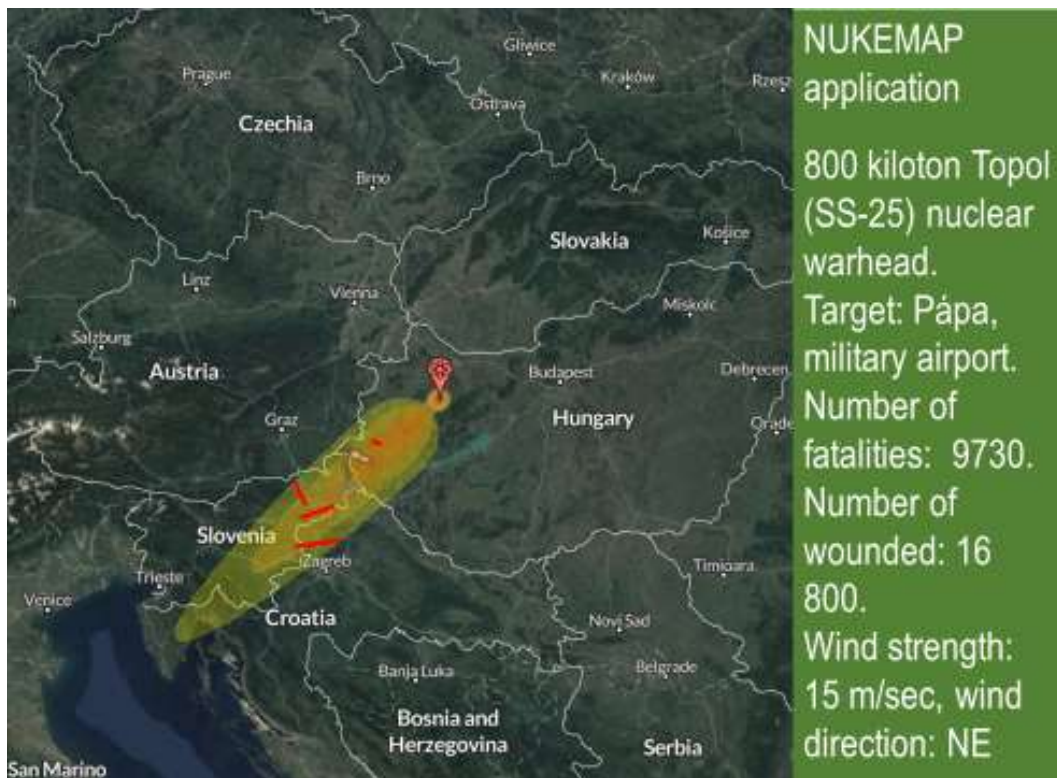 Gliwice
Prague
Kraków
Rzesz
Ostrava
Czechia
Brno
Slovakia
Košice
Linz
Vienna
Miskolc
Salzburg
Austria
Budapest
Debrecen
Graz
Hungary
Orade
Slovenia
Zagreb
Trieste
Timioara
Venice
Croatia
Novi Sad
Banja Luka
Belgrade
Bosnia and
Herzegovina
Serbia
San Marino
NUKEMAP
application
800 kiloton Topol
(SS-25) nuclear
warhead.
Target: Pápa,
military airport.
Number of
fatalities: 9730.
Number of
wounded: 16
800.
Wind strength:
15 m/sec, wind
direction: NE